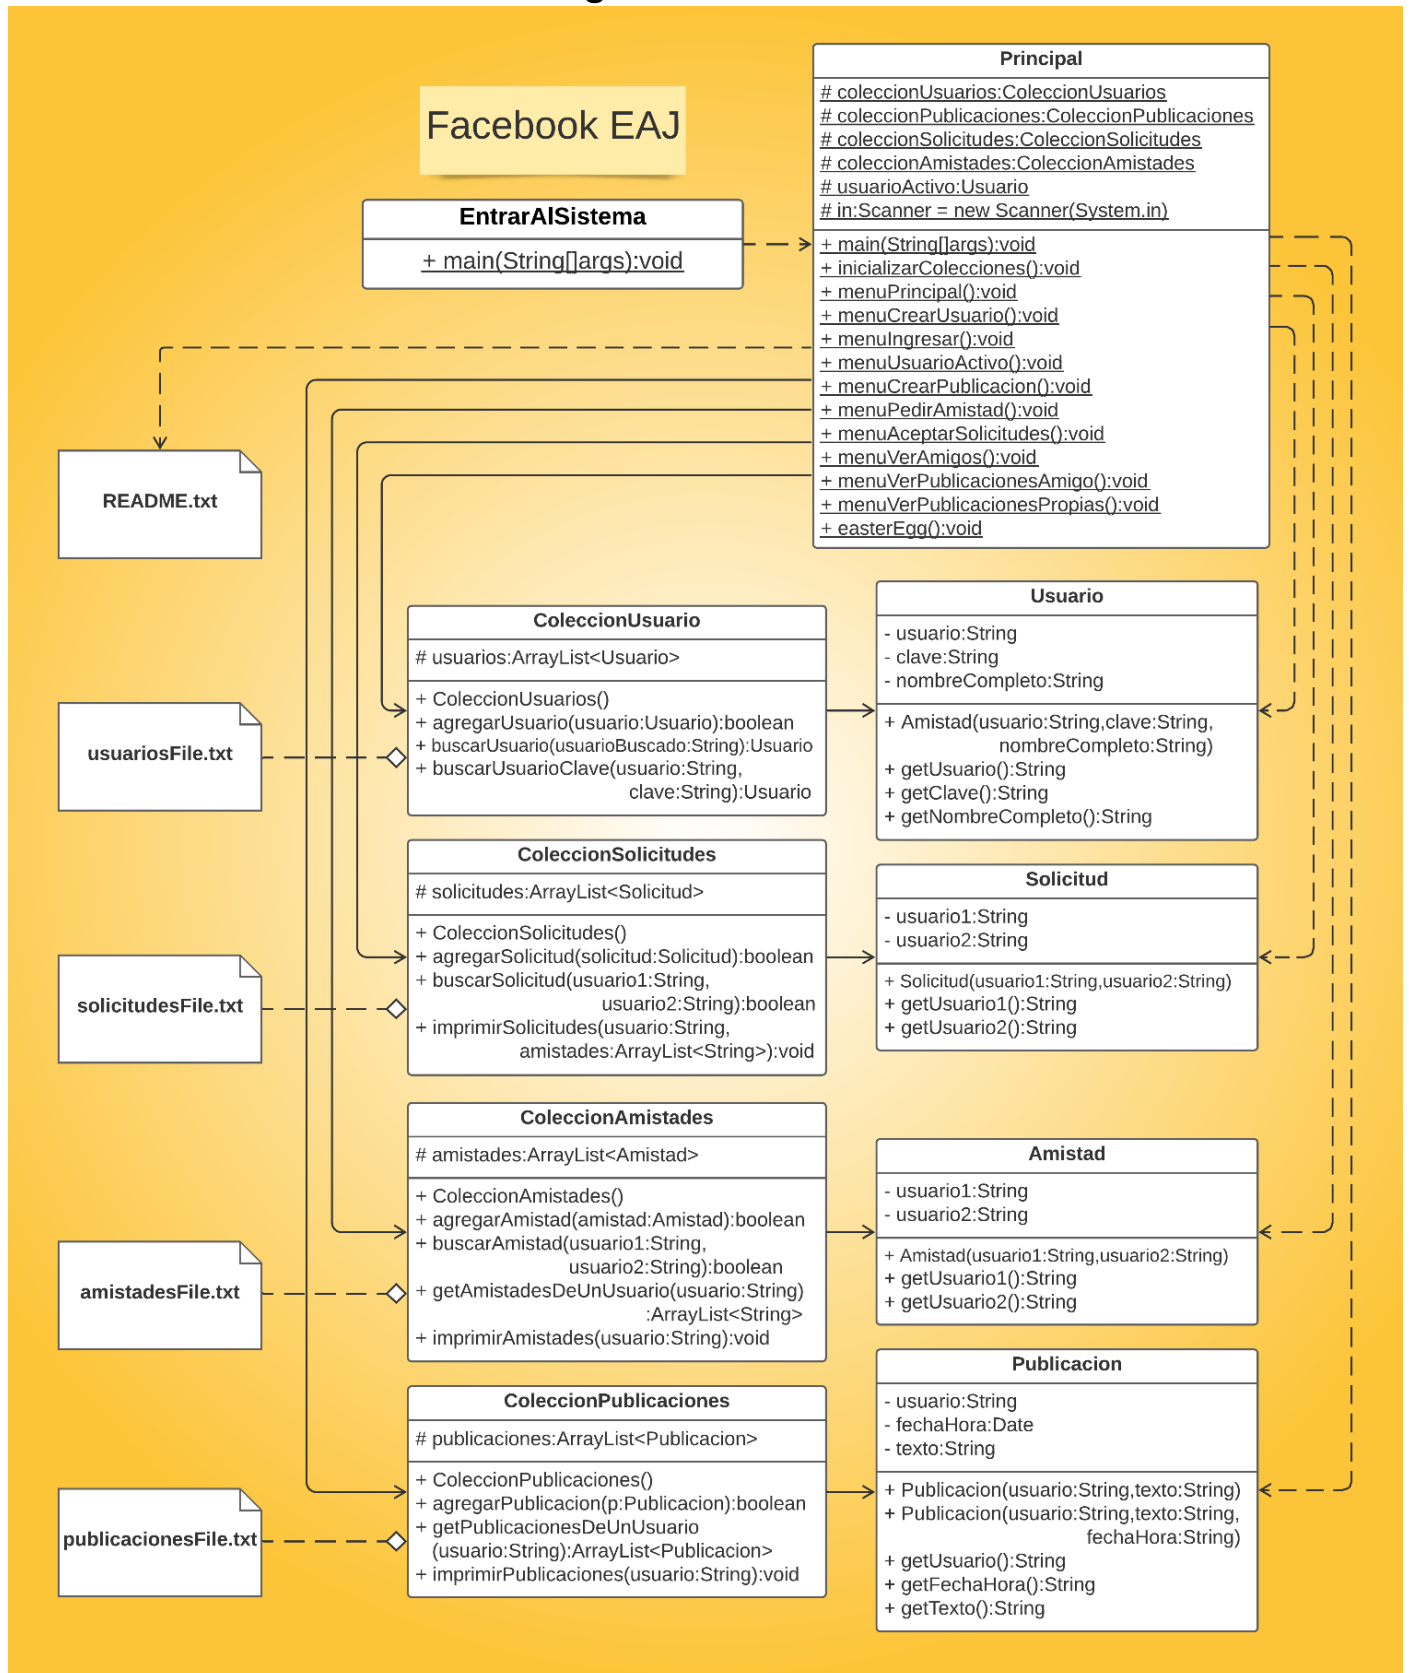 Facebook EAJ
EntrarAlSistema
+ main(String[]args):void
Principal
# coleccionUsuarios:ColeccionUsuarios
# coleccionPublicaciones:ColeccionPublicaciones
# coleccionSolicitudes:ColeccionSolicitudes
# coleccionAmistades:ColeccionAmistades
# usuarioActivo:Usuario
# in:Scanner = new Scanner(System.in)
+ main(String[]args):void
+ inicializarColecciones():void
+ menuPrincipal():void
+ menuCrearUsuario():void
+ menuIngresar():void
+ menuUsuarioActivo():void
+ menuCrearPublicacion():void
+ menuPedirAmistad():void
+ menuAceptarSolicitudes():void
+ menuVerAmigos():void
+ menuVerPublicacionesAmigo():void
+ menuVerPublicacionesPropias():void
+ easterEgg():void
README.txt
ColeccionUsuario
# usuarios:ArrayList<Usuario>
+ ColeccionUsuarios()
+ agregarUsuario(usuario:Usuario):boolean
+ buscarUsuario(usuarioBuscado:String):Usuario
+ buscarUsuarioClave(usuario:String,
clave:String):Usuario
Usuario
- usuario:String
- clave:String
- nombreCompleto:String
+ Amistad(usuario:String,clave:String,
nombreCompleto:String)
+ getUsuario():String
+ getClave():String
+ getNombreCompleto():String
usuariosFile.txt
ColeccionSolicitudes
# solicitudes:ArrayList<Solicitud>
+ ColeccionSolicitudes()
+ agregarSolicitud(solicitud:Solicitud):boolean
+ buscarSolicitud(usuario1:String,
usuario2:String):boolean
+ imprimirSolicitudes(usuario:String,
amistades:ArrayList<String>):void
Solicitud
- usuario1:String
- usuario2:String
+ Solicitud(usuario1:String,usuario2:String)
+ getUsuario1():String
+ getUsuario2():String
solicitudesFile.txt
ColeccionAmistades
# amistades:ArrayList<Amistad>
+ ColeccionAmistades()
+ agregarAmistad(amistad:Amistad):boolean
+ buscarAmistad(usuario1:String,
usuario2:String):boolean
+ getAmistadesDeUnUsuario(usuario:String)
:ArrayList<String>
+ imprimirAmistades(usuario:String):void
Amistad
- usuario1:String
- usuario2:String
+ Amistad(usuario1:String,usuario2:String)
+ getUsuario1():String
+ getUsuario2():String
amistadesFile.txt
ColeccionPublicaciones
# publicaciones:ArrayList<Publicacion>
+ ColeccionPublicaciones()
+ agregarPublicacion(p:Publicacion):boolean
+ getPublicacionesDeUnUsuario
(usuario:String):ArrayList<Publicacion>
+ imprimirPublicaciones(usuario:String):void
Publicacion
- usuario:String
- fechaHora:Date
- texto:String
+ Publicacion(usuario:String,texto:String)
+ Publicacion(usuario:String,texto:String,
fechaHora:String)
+ getUsuario():String
+ getFechaHora():String
+ getTexto():String
publicacionesFile.txt